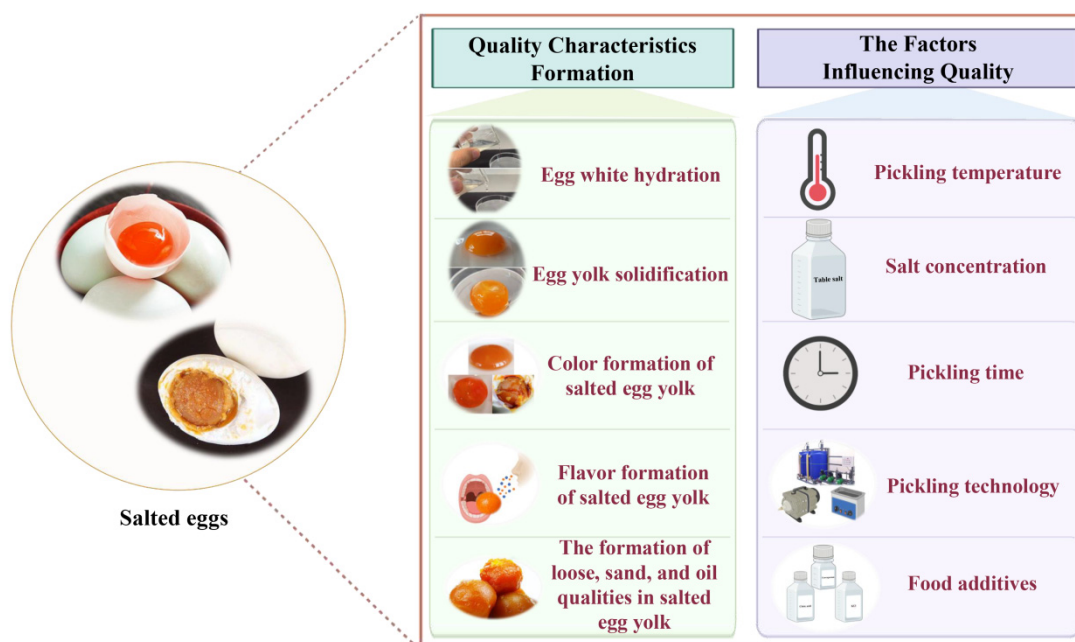 Quality Characteristics
Formation
The Factors
Influencing Quality
Egg white hydration
Egg yolk solidification
Color formation of
salted egg yolk
Flavor formation
of salted egg yolk
The formation of
loose, sand, and oil
qualities in salted
egg yolk
Pickling temperature
Table salt
Salt concentration
Pickling time
Pickling technology
Food additives
Salted eggs